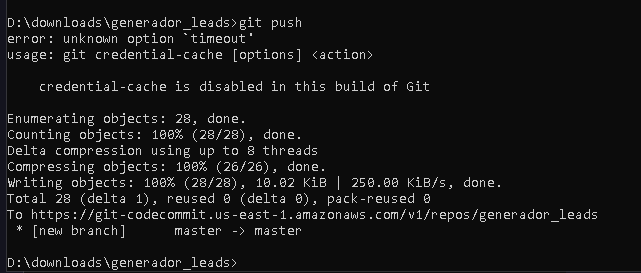 D:\downloads\generador_leads>git push
error: unknown option `timeout'
usage: git credential-cache [options] <action>
credential-cache is disabled in this build of Git
Enumerating objects: 28, done.
Counting objects: 100% (28/28), done.
Delta compression using up to 8 threads
Compressing objects: 100% (26/26), done.
Writing objects: 100% (28/28), 10.02 KiB | 250.00 KiB/s, done.
Total 28 (delta 1), reused 0 (delta 0), pack-reused 0
To https://git-codecommit.us-east-1.amazonaws.com/v1/repos/generador_leads
* [new branch]      master -> master
D:\downloads\generador_leads>